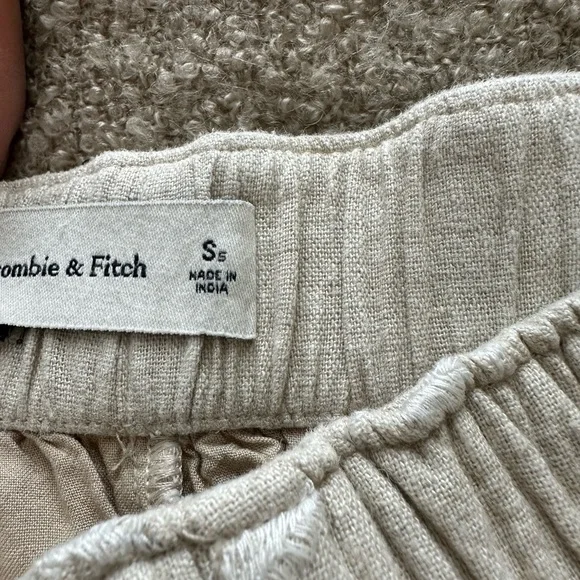 rombie & Fitch
S S
MADE IN
INDIA